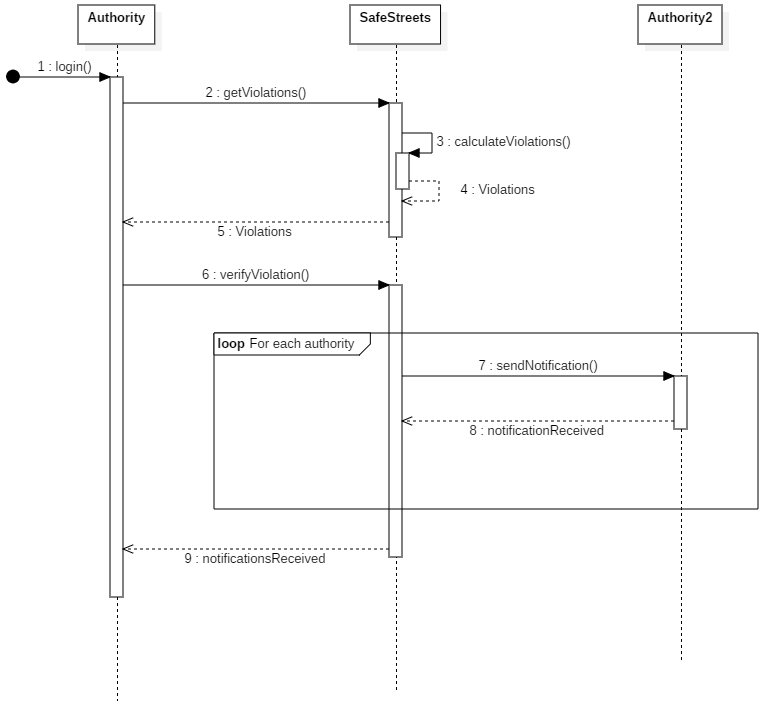 Authority
SafeStreets
Authority2
1 : login()
2 : getViolations()
3 : calculateViolations()
4 : Violations
5 : Violations
6 : verifyViolation()
loop For each authority
7 : sendNotification()
8 : notificationReceived
9 : notificationsReceived